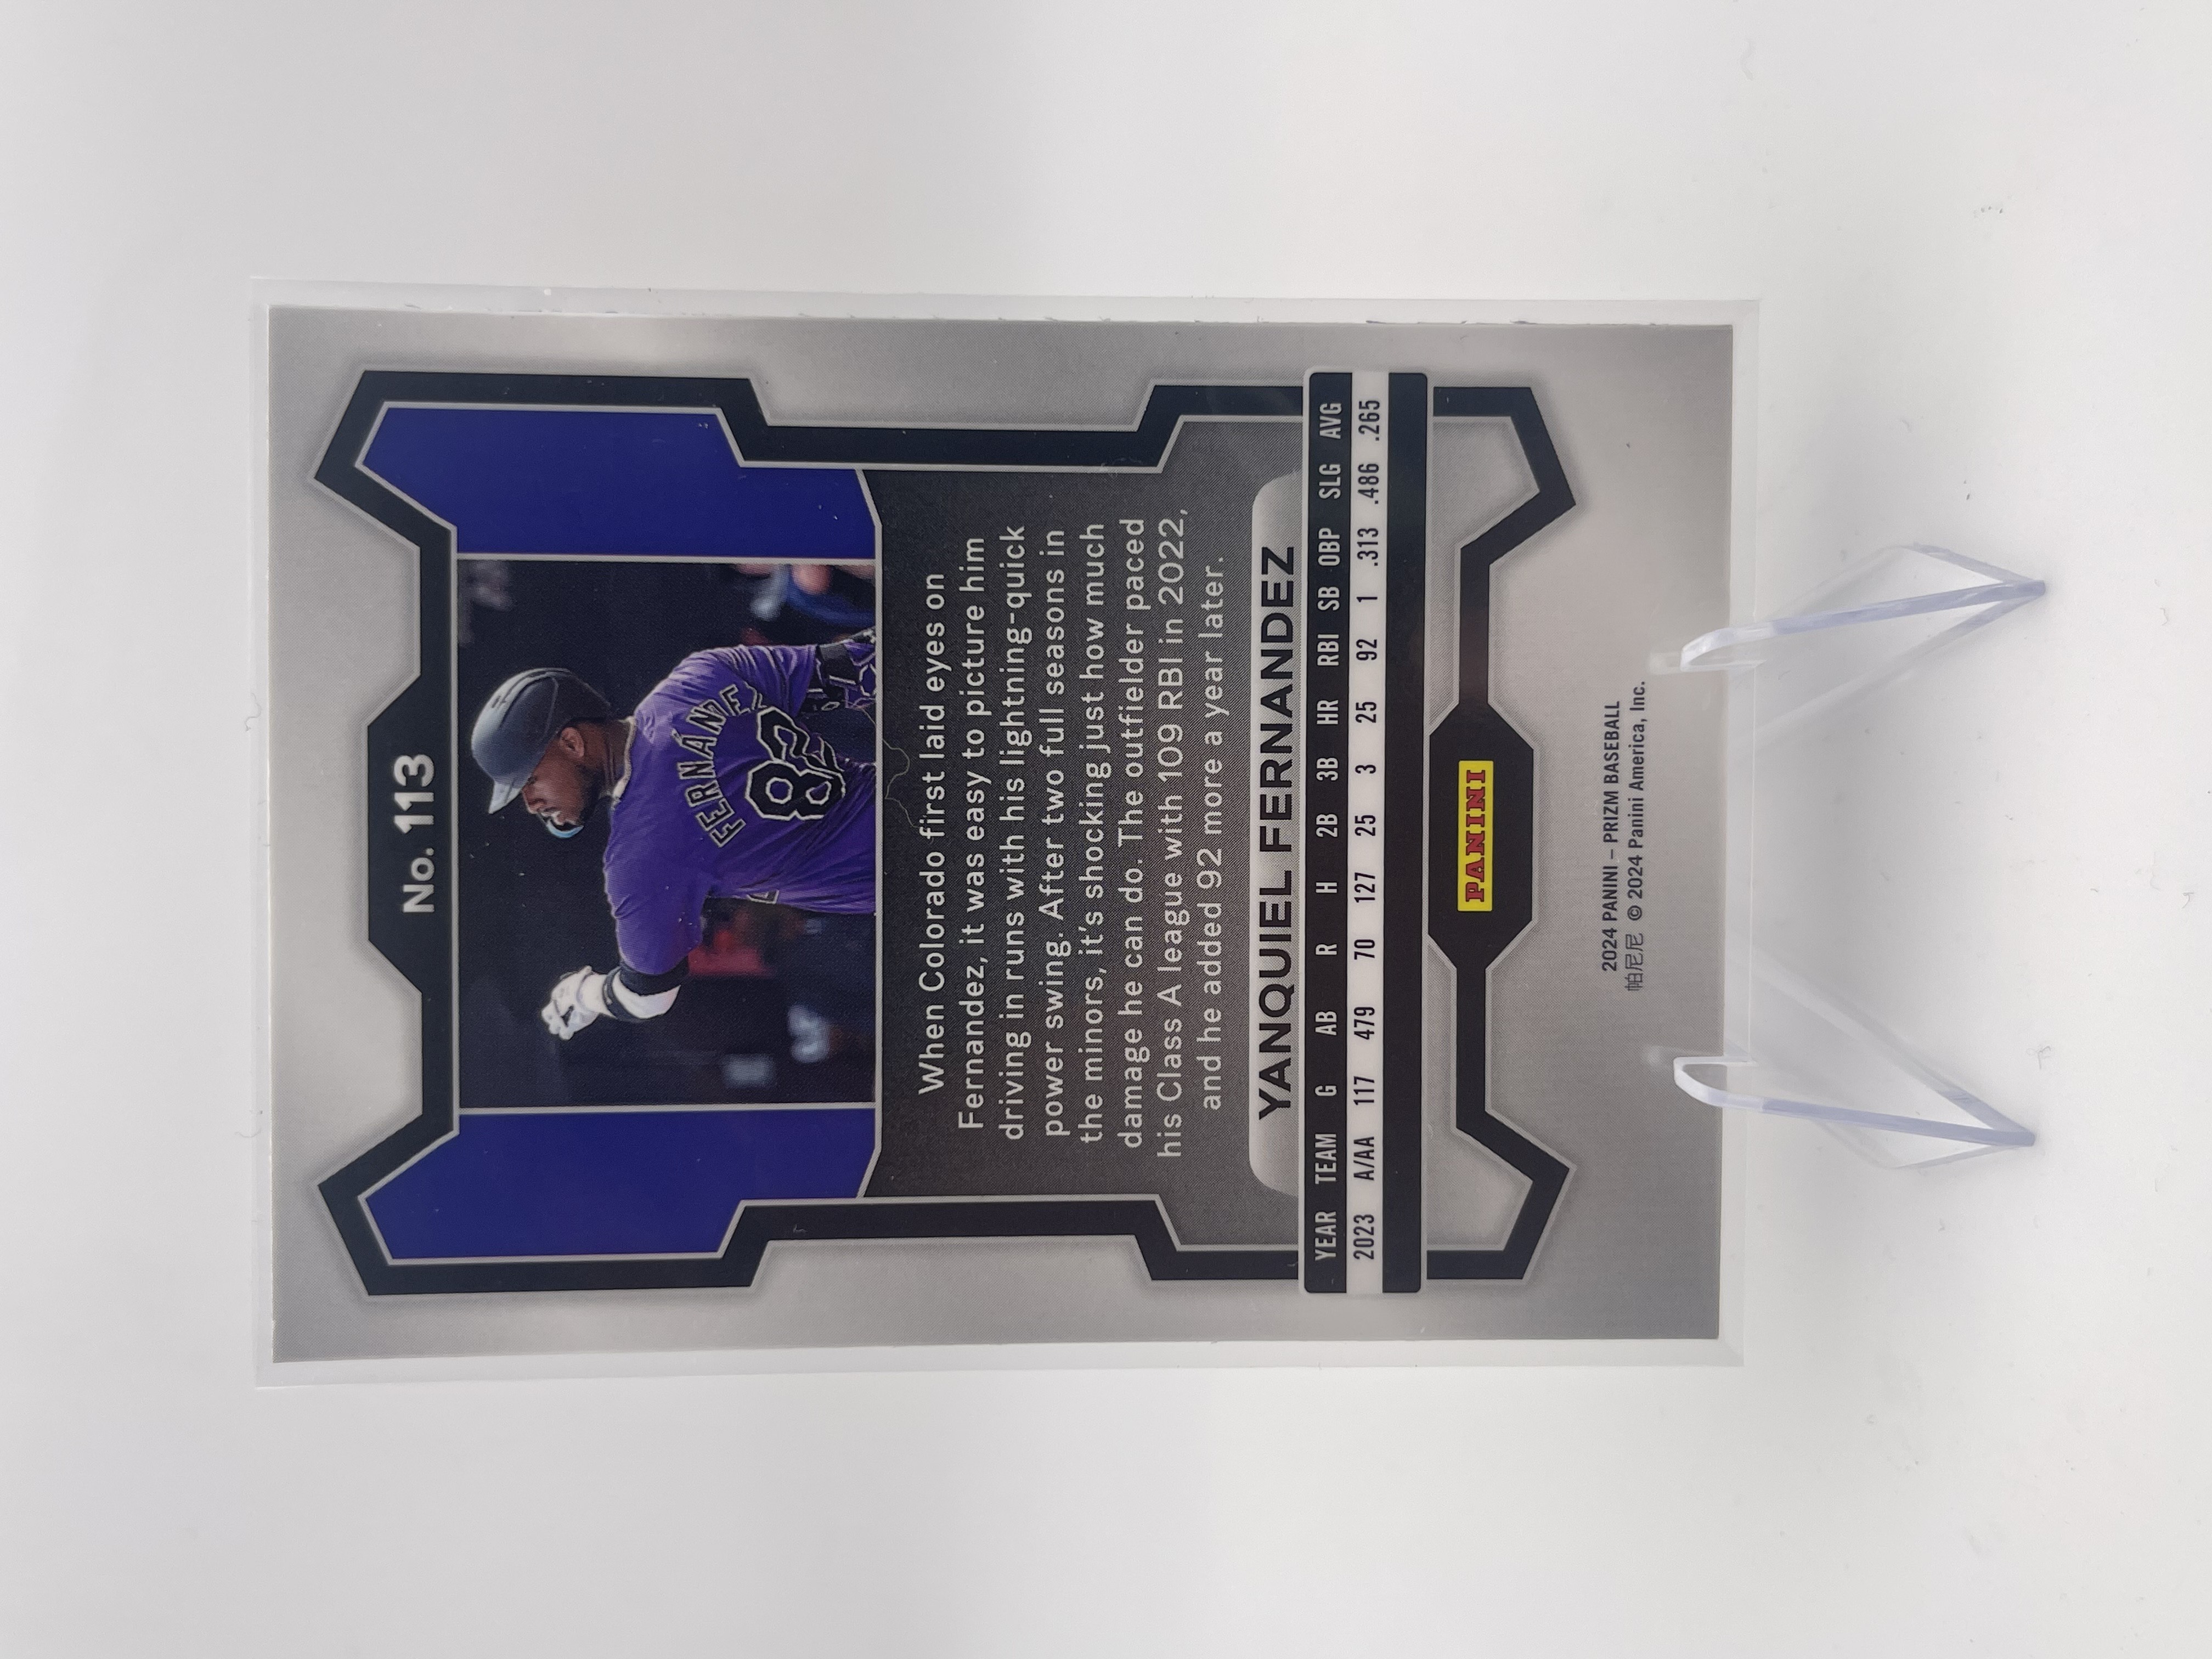 No. 113
FERNÁNDEZ
82
When Colorado first laid eyes on
Fernandez, it was easy to picture him
driving in runs with his lightning-quick
power swing. After two full seasons in
the minors, it's shocking just how much
damage he can do. The outfielder paced
his Class A league with 109 RBI in 2022,
and he added 92 more a year later.
YANQUIEL FERNANDEZ
YEAR TEAM G AB R H 2B 3B HR RBI SB OBP SLG AVG
2023 A/AA 117 479 70 127 25 3 25 92 1 .313 .486 .265
PANINI
2024 PANINI – PRIZM BASEBALL
帕尼尼 © 2024 Panini America, Inc.